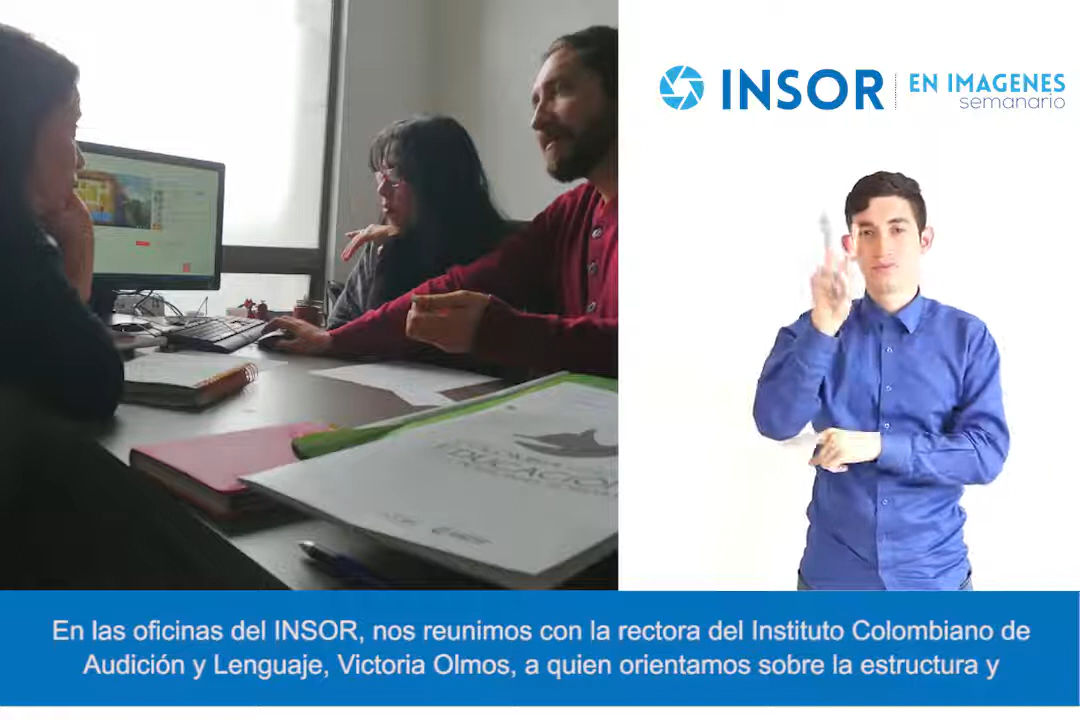 INSOR
EN IMAGENES
semanario
EDUCACIÓN
En las oficinas del INSOR, nos reunimos con la rectora del Instituto Colombiano de
Audición y Lenguaje, Victoria Olmos, a quien orientamos sobre la estructura y